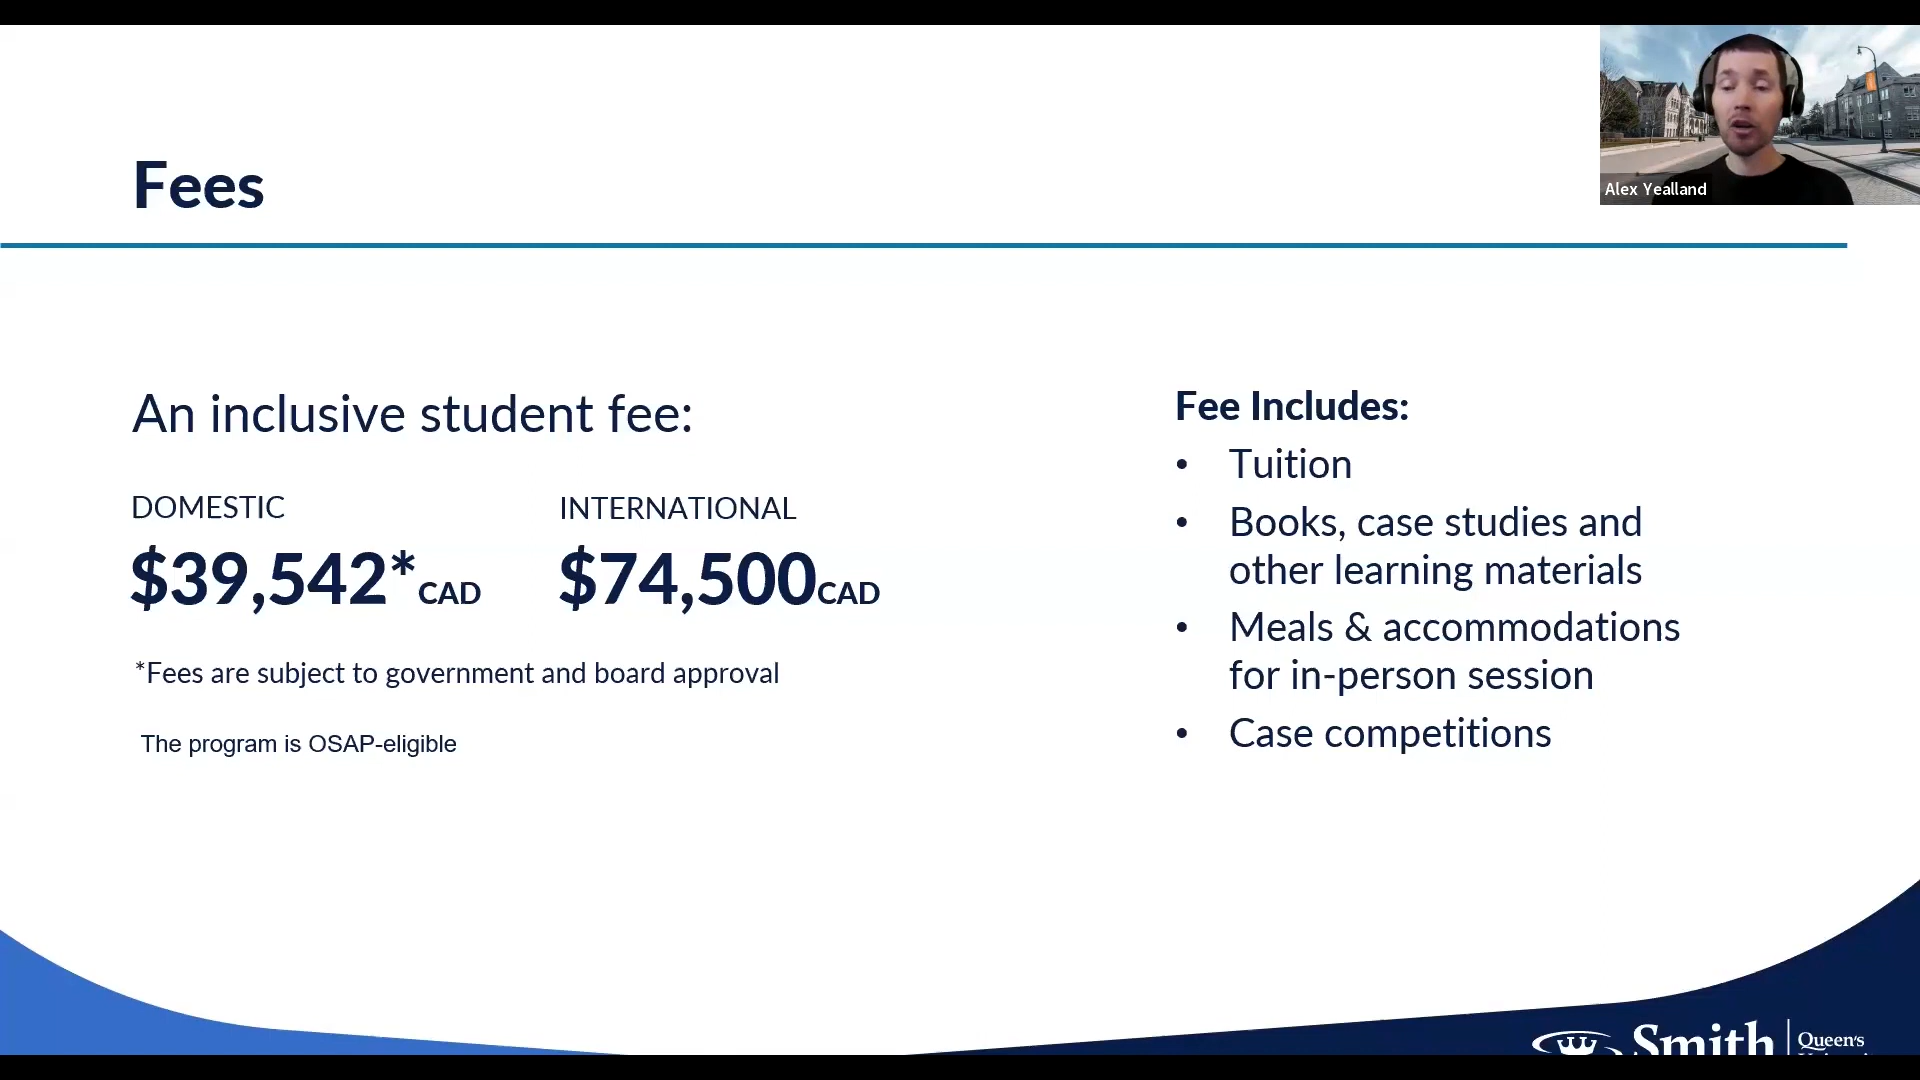 Fees
Alex Yealland
An inclusive student fee:
DOMESTIC
$39,542*CAD
INTERNATIONAL
$74,500CAD
*Fees are subject to government and board approval
The program is OSAP-eligible
Fee Includes:
• Tuition
• Books, case studies and
other learning materials
• Meals & accommodations
for in-person session
• Case competitions
Smith
Queen's